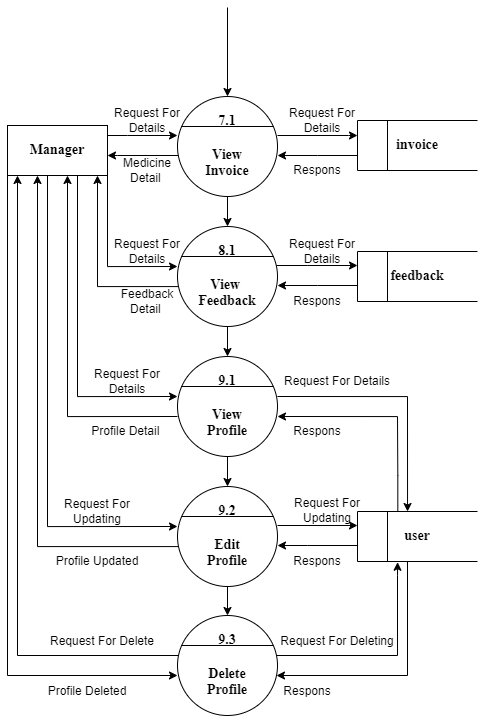 Request For
Details
7.1
Request For
Details
Manager
View
Invoice
invoice
Medicine
Detail
Respons
Request For
Details
8.1
Request For
Details
View
Feedback
feedback
Feedback
Detail
Respons
Request For
Details
9.1
Request For Details
View
Profile
Profile Detail
Respons
Request For
Updating
9.2
Request For
Updating
Edit
Profile
user
Profile Updated
Respons
Request For Delete
9.3
Request For Deleting
Delete
Profile
Profile Deleted
Respons